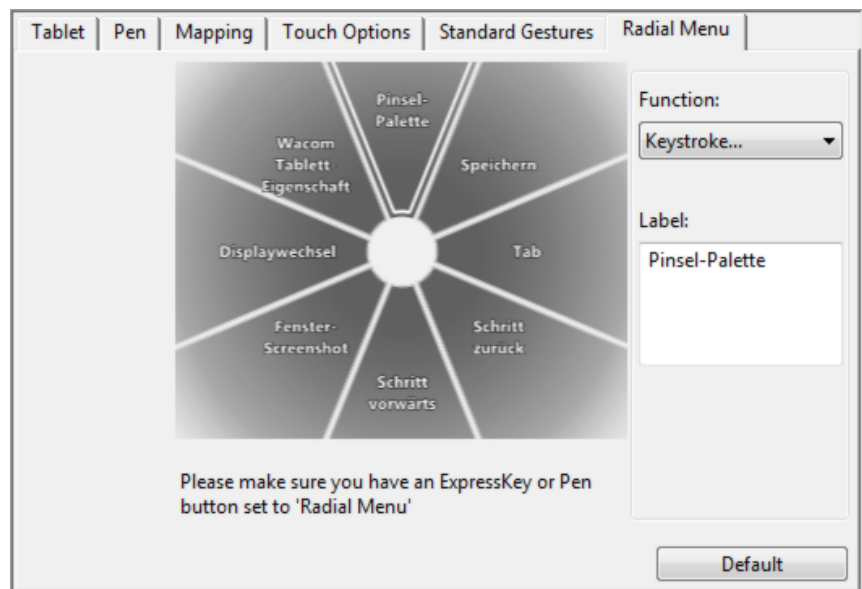 Tablet
Pen
Mapping
Touch Options
Standard Gestures
Radial Menu
Pinsel-
Palette
Wacom
Tablett
Eigenschaft
Speichern
Displaywechsel
Tab
Fenster-
Screenshot
Schritt
zurück
Schritt
vorwärts
Function:
Keystroke...
Label:
Pinsel-Palette
Please make sure you have an ExpressKey or Pen
button set to 'Radial Menu'
Default